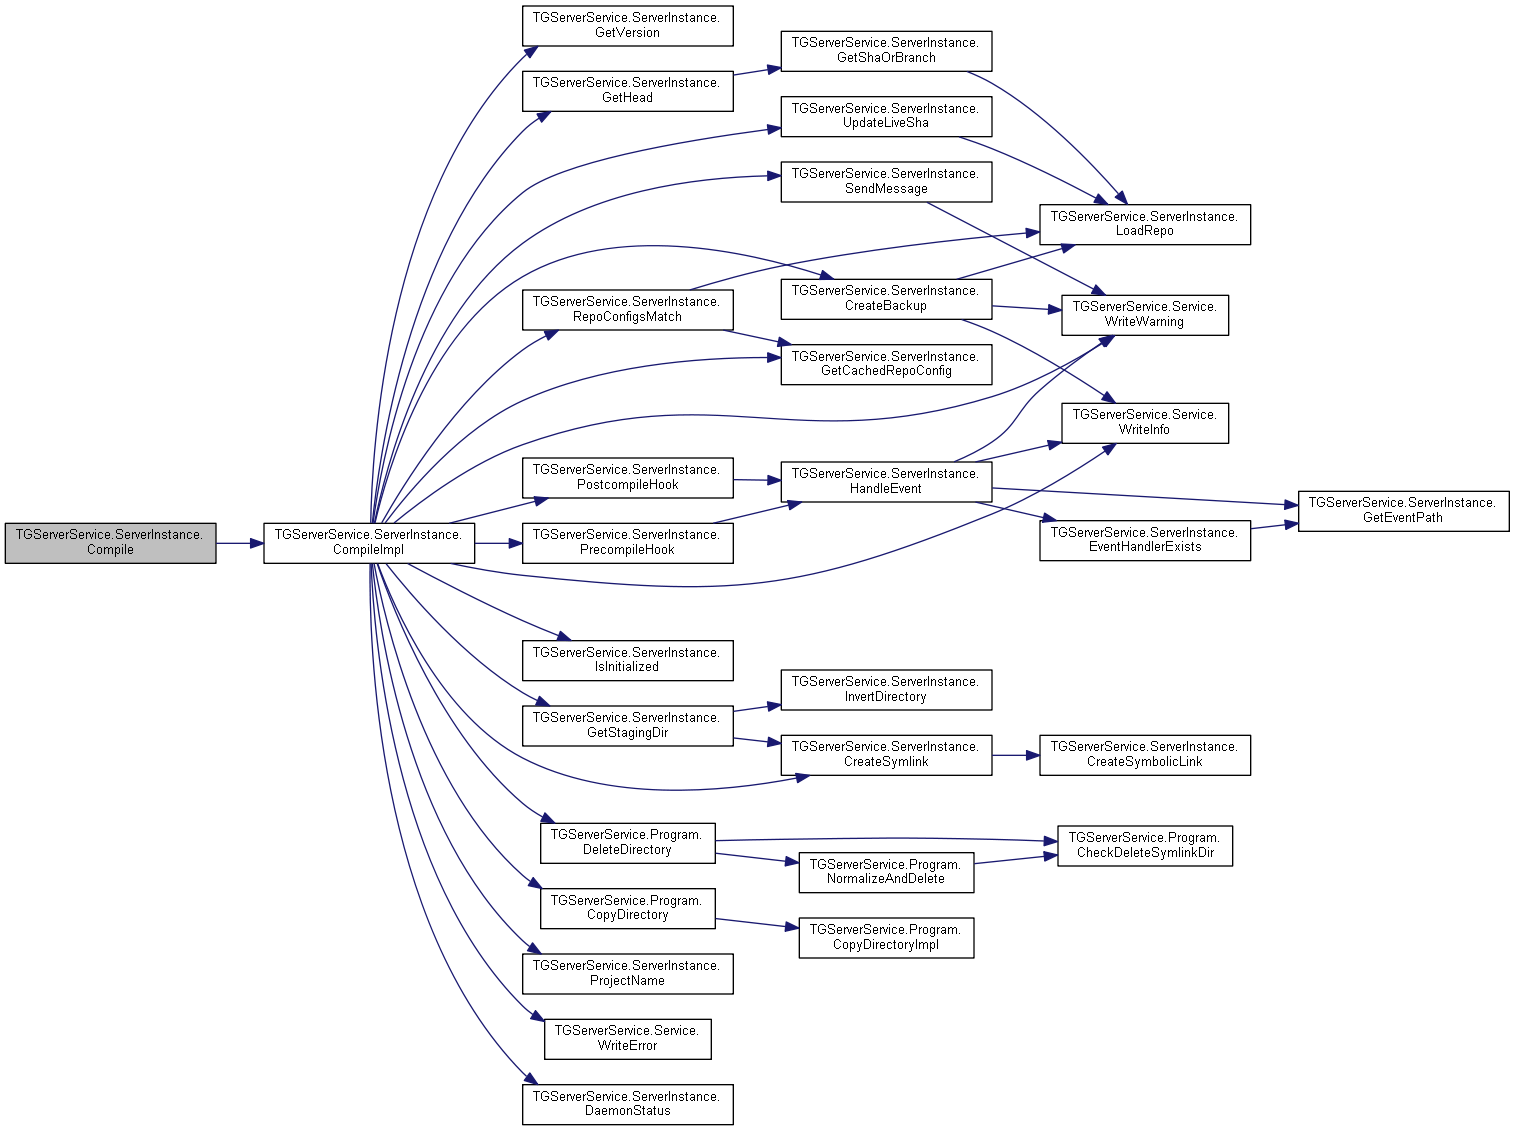 TGServerService.ServerInstance.
Compile
TGServerService.ServerInstance.
CompileImpl
TGServerService.ServerInstance.
GetVersion
TGServerService.ServerInstance.
GetHead
TGServerService.ServerInstance.
RepoConfigsMatch
TGServerService.ServerInstance.
PostcompileHook
TGServerService.ServerInstance.
PrecompileHook
TGServerService.ServerInstance.
IsInitialized
TGServerService.ServerInstance.
GetStagingDir
TGServerService.Program.
DeleteDirectory
TGServerService.Program.
CopyDirectory
TGServerService.ServerInstance.
ProjectName
TGServerService.Service.
WriteError
TGServerService.ServerInstance.
DaemonStatus
TGServerService.ServerInstance.
GetShaOrBranch
TGServerService.ServerInstance.
UpdateLiveSha
TGServerService.ServerInstance.
SendMessage
TGServerService.ServerInstance.
CreateBackup
TGServerService.ServerInstance.
GetCachedRepoConfig
TGServerService.ServerInstance.
HandleEvent
TGServerService.ServerInstance.
InvertDirectory
TGServerService.ServerInstance.
CreateSymlink
TGServerService.Program.
NormalizeAndDelete
TGServerService.Program.
CopyDirectoryImpl
TGServerService.ServerInstance.
LoadRepo
TGServerService.Service.
WriteWarning
TGServerService.Service.
WriteInfo
TGServerService.ServerInstance.
EventHandlerExists
TGServerService.ServerInstance.
CreateSymbolicLink
TGServerService.Program.
CheckDeleteSymlinkDir
TGServerService.ServerInstance.
GetEventPath